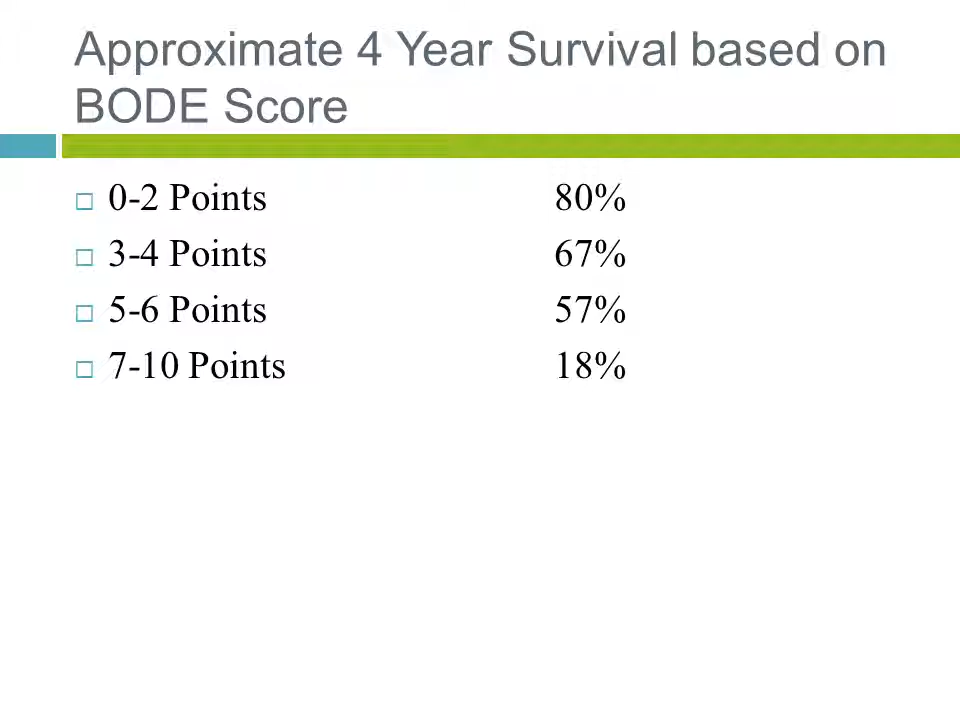 Approximate 4 Year Survival based on
BODE Score
0-2 Points 80%
3-4 Points 67%
5-6 Points 57%
7-10 Points 18%